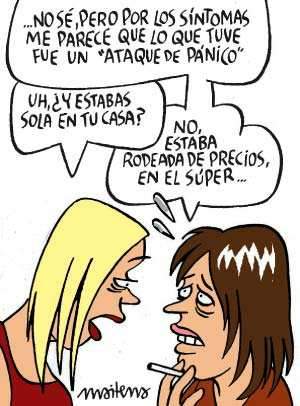 ...NO SÉ, PERO POR LOS SÍNTOMAS
ME PARECE QUE LO QUE TUVE
FUE UN "ATAQUE DE PÁNICO"
UH, ¿Y ESTABAS
SOLA EN TU CASA?
NO,
ESTABA
RODEADA DE PRECIOS,
EN EL SÚPER...
maitena